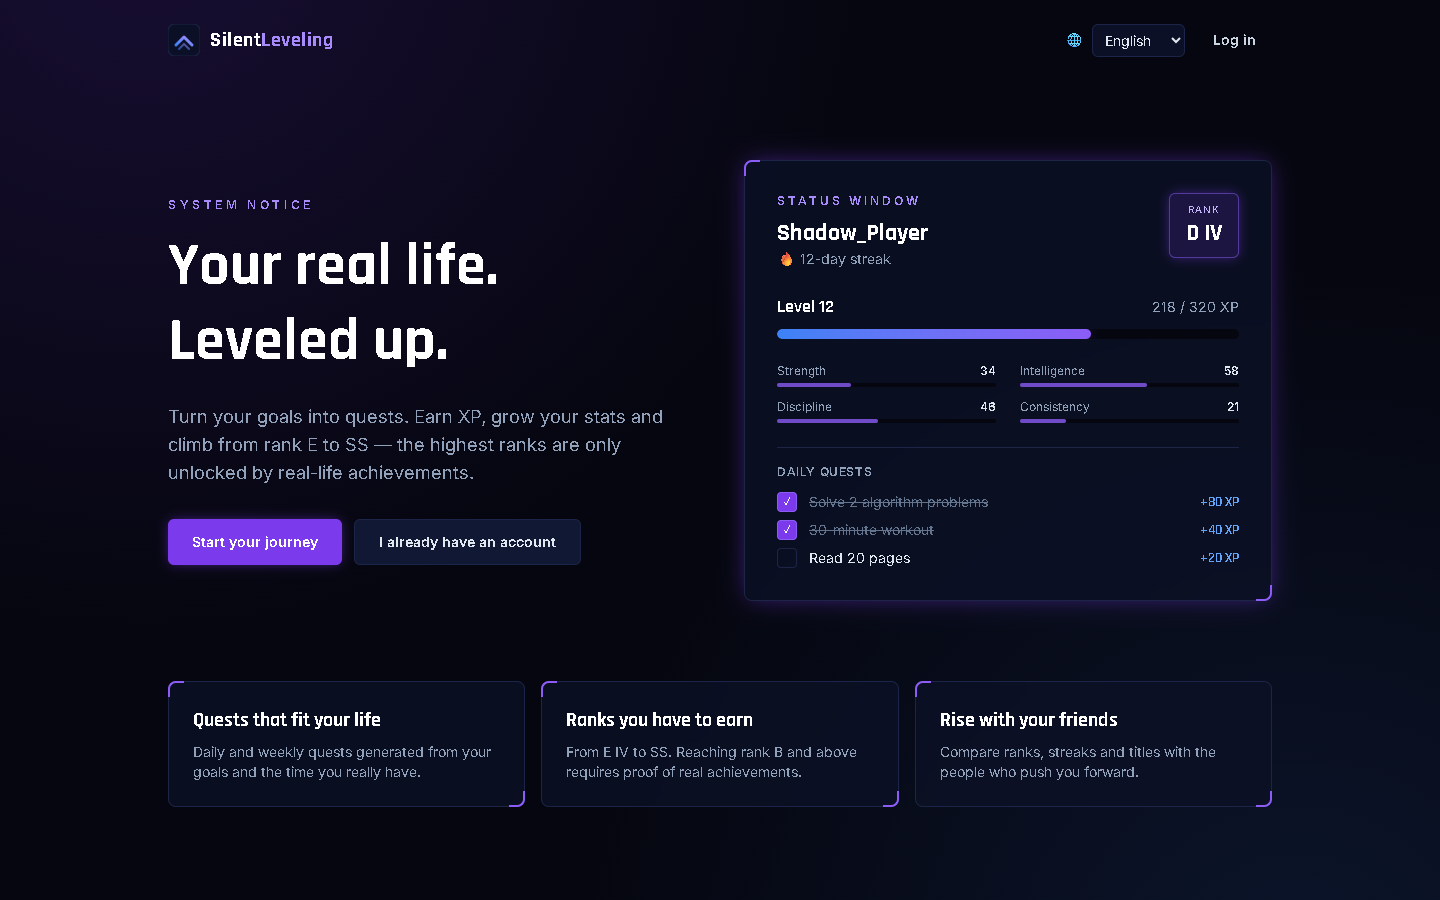 SilentLeveling
English
Log in
SYSTEM NOTICE
Your real life.
Leveled up.
Turn your goals into quests. Earn XP, grow your stats and
climb from rank E to SS — the highest ranks are only
unlocked by real-life achievements.
Start your journey
I already have an account
STATUS WINDOW
Shadow_Player
12-day streak
RANK
D IV
Level 12
218 / 320 XP
Strength 34
Intelligence 58
Discipline 46
Consistency 21
DAILY QUESTS
Solve 2 algorithm problems +80 XP
30-minute workout +40 XP
Read 20 pages +20 XP
Quests that fit your life
Daily and weekly quests generated from your
goals and the time you really have.
Ranks you have to earn
From E IV to SS. Reaching rank B and above
requires proof of real achievements.
Rise with your friends
Compare ranks, streaks and titles with the
people who push you forward.